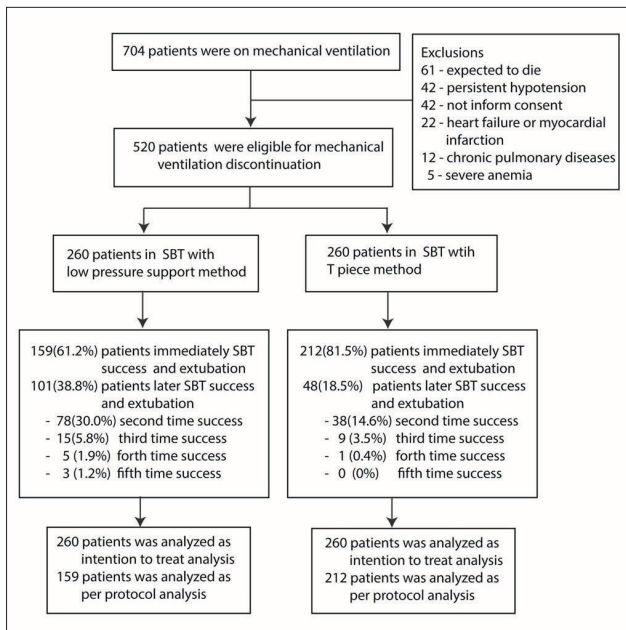 704 patients were on mechanical ventilation
Exclusions
61 - expected to die
42 - persistent hypotension
42 - not inform consent
22 - heart failure or myocardial
infarction
12 - chronic pulmonary diseases
5 - severe anemia
520 patients were eligible for mechanical
ventilation discontinuation
260 patients in SBT with
low pressure support method
260 patients in SBT wtih
T piece method
159(61.2%) patients immediately SBT
success and extubation
101(38.8%) patients later SBT success
and extubation
- 78(30.0%) second time success
- 15(5.8%) third time success
- 5 (1.9%) forth time success
- 3 (1.2%) fifth time success
212(81.5%) patients immediately SBT
success and extubation
48(18.5%) patients later SBT success
and extubation
- 38(14.6%) second time success
- 9 (3.5%) third time success
- 1 (0.4%) forth time success
- 0 (0%) fifth time success
260 patients was analyzed as
intention to treat analysis
159 patients was analyzed as
per protocol analysis
260 patients was analyzed as
intention to treat analysis
212 patients was analyzed as
per protocol analysis